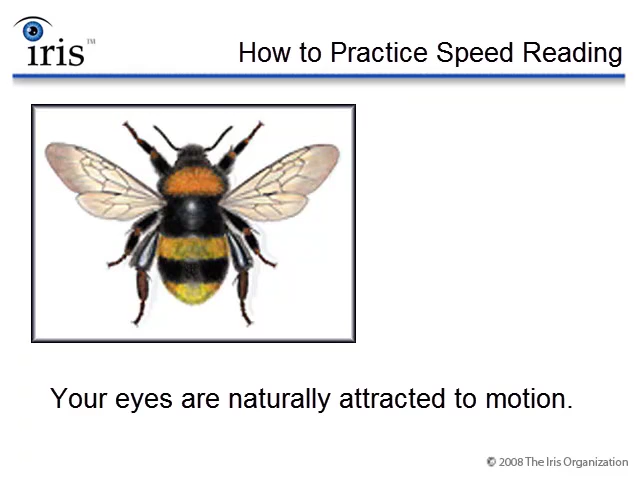 iris™
How to Practice Speed Reading
Your eyes are naturally attracted to motion.
© 2008 The Iris Organization